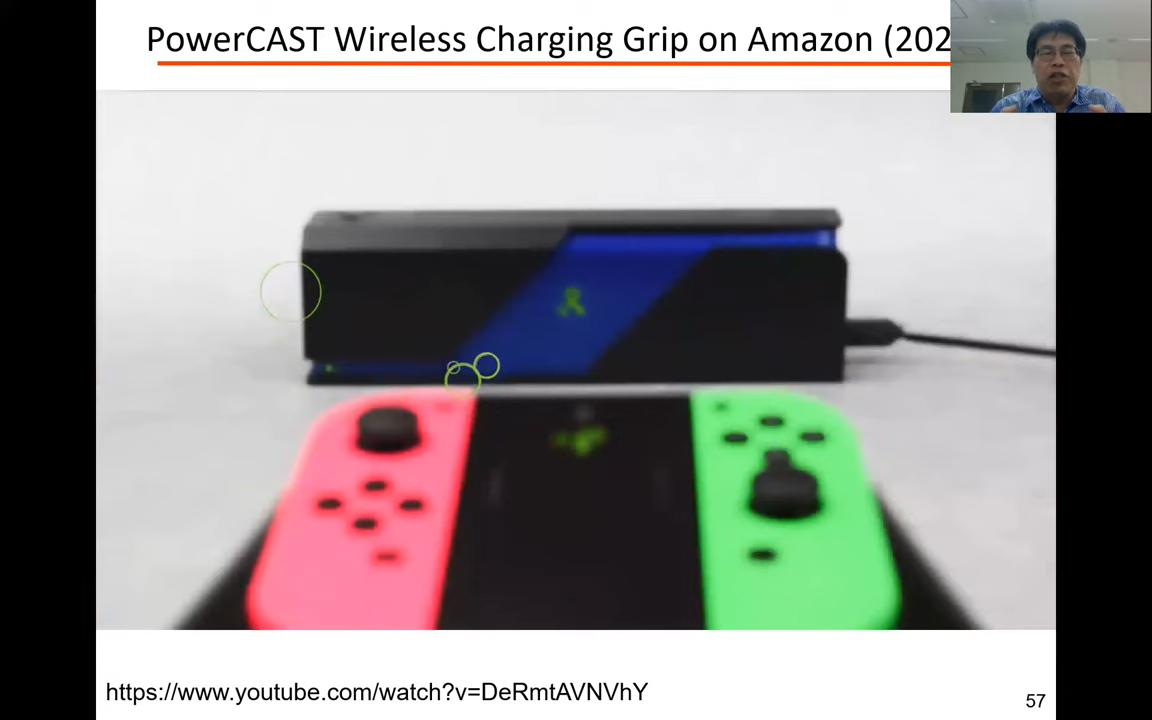 PowerCAST Wireless Charging Grip on Amazon (202
https://www.youtube.com/watch?v=DeRmtAVNVhY
57